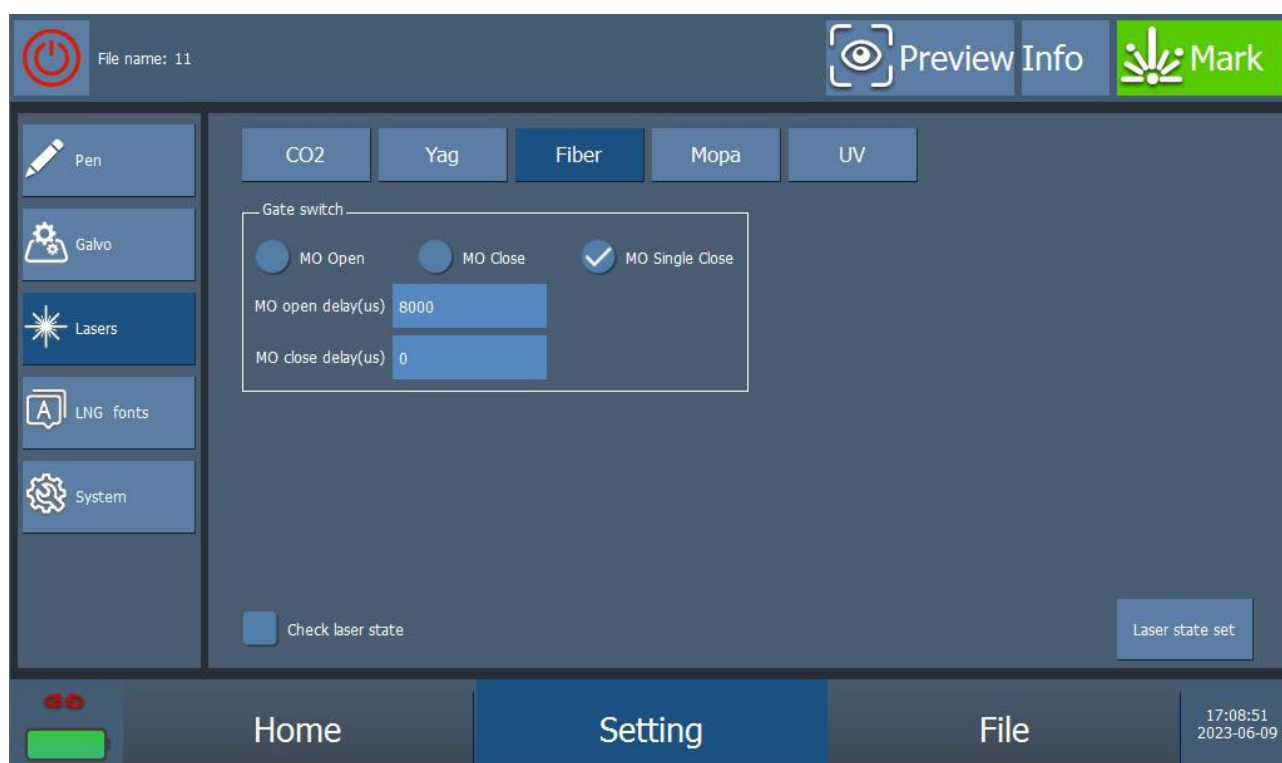 File name: 11
Preview Info Mark
Pen
Galvo
Lasers
A LNG fonts
System
CO2 Yag Fiber Mopa UV
Gate switch
MO Open MO Close MO Single Close
MO open delay(us) 8000
MO close delay(us) 0
Check laser state
Laser state set
Home Setting File
17:08:51
2023-06-09